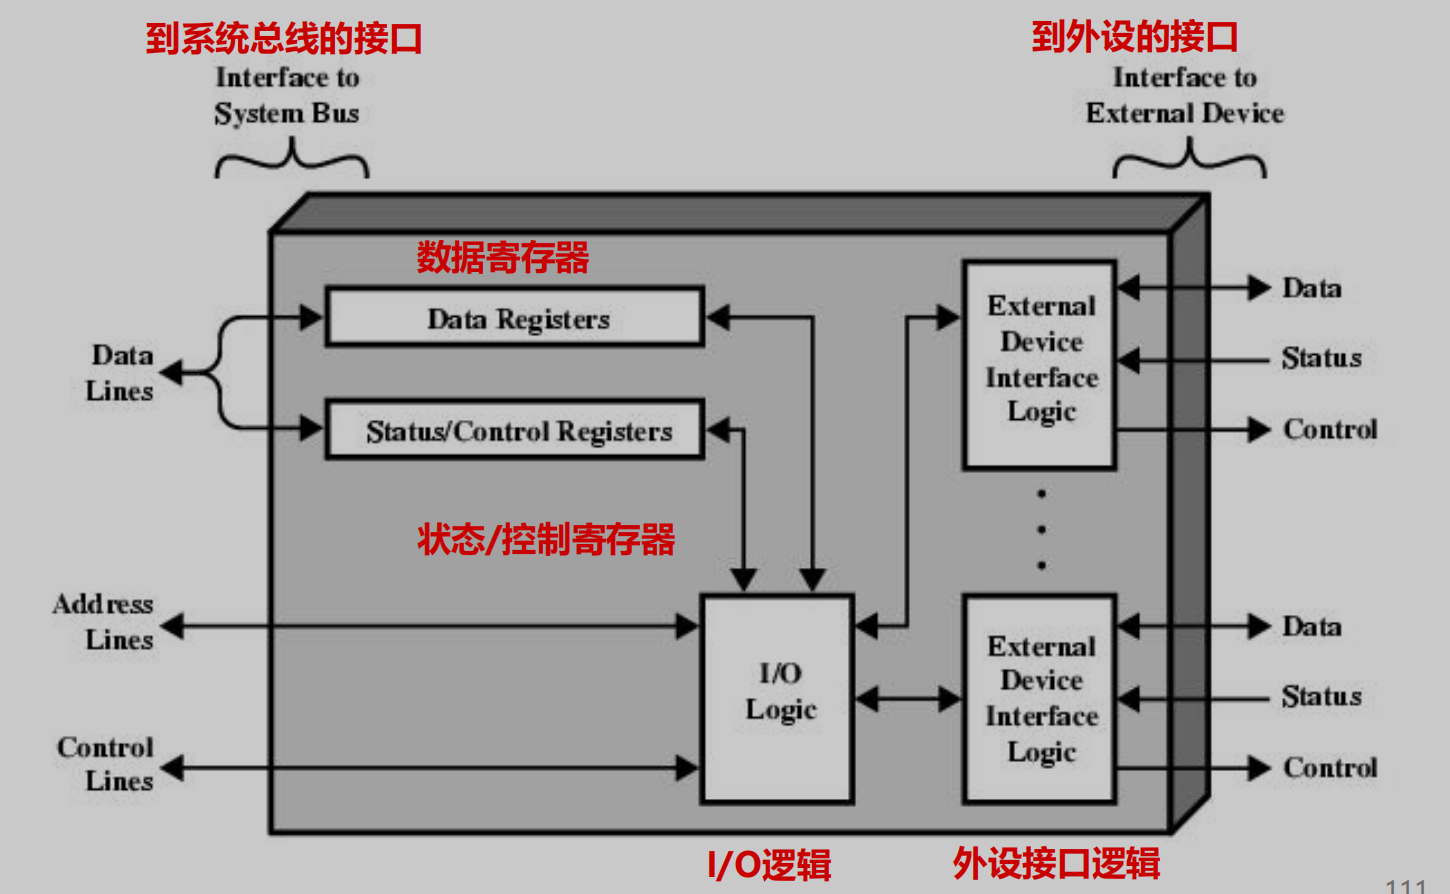 到系统总线的接口
Interface to
System Bus
到外设的接口
Interface to
External Device
数据寄存器
Data Registers
Data
Lines
Status/Control Registers
状态/控制寄存器
External
Device
Interface
Logic
Data
Status
Control
Address
Lines
I/O
Logic
Control
Lines
External
Device
Interface
Logic
Data
Status
Control
I/O逻辑
外设接口逻辑
111